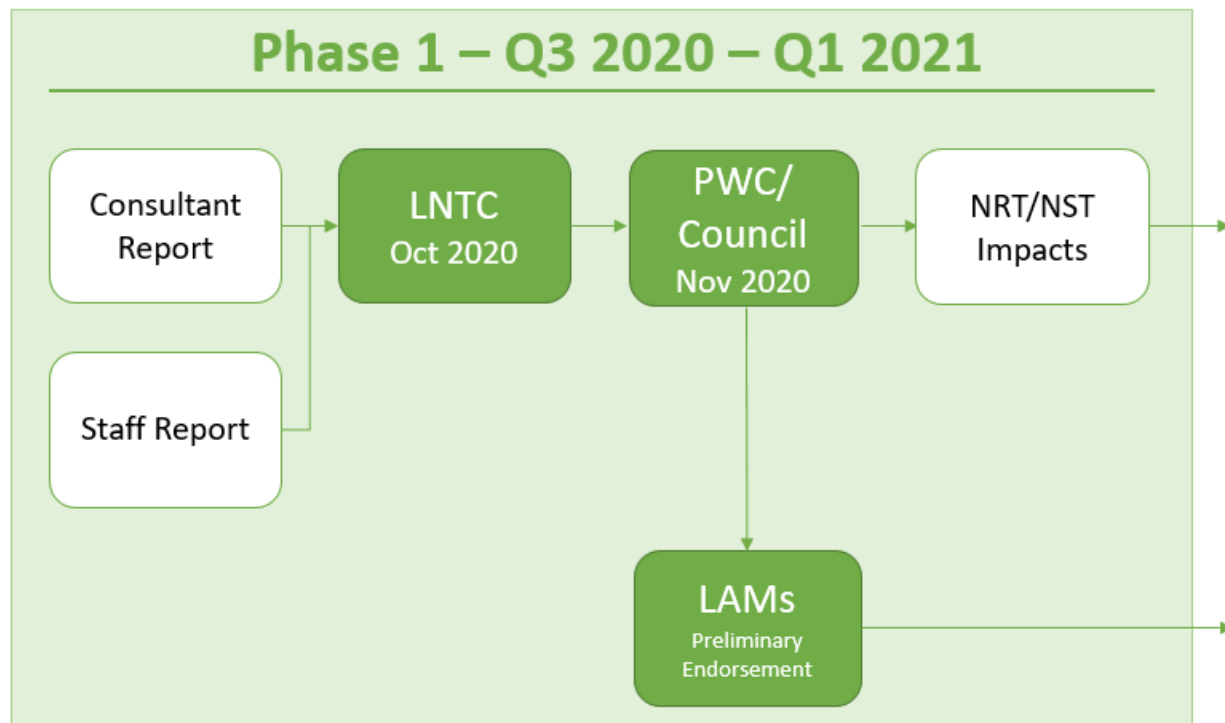 Phase 1 – Q3 2020 – Q1 2021
Consultant
Report
LNTC
Oct 2020
PWC/
Council
Nov 2020
NRT/NST
Impacts
Staff Report
LAMs
Preliminary
Endorsement